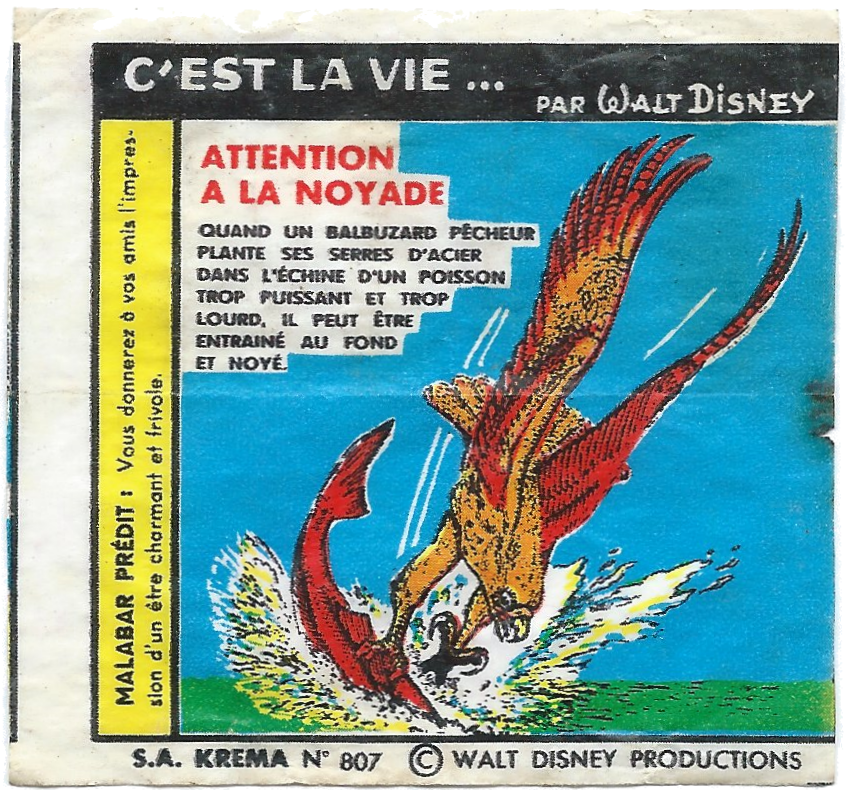 C'EST LA VIE ...
PAR WALT DISNEY
ATTENTION
A LA NOYADE
QUAND UN BALBUZARD PÊCHEUR
PLANTE SES SERRES D'ACIER
DANS L'ÉCHINE D'UN POISSON
TROP PUISSANT ET TROP
LOURD, IL PEUT ÊTRE
ENTRAINÉ AU FOND
ET NOYÉ.
MALABAR PRÉDIT : Vous donnerez à vos amis l'impres-
sion d'un être charmant et frivole.
S.A. KREMA N° 807 © WALT DISNEY PRODUCTIONS